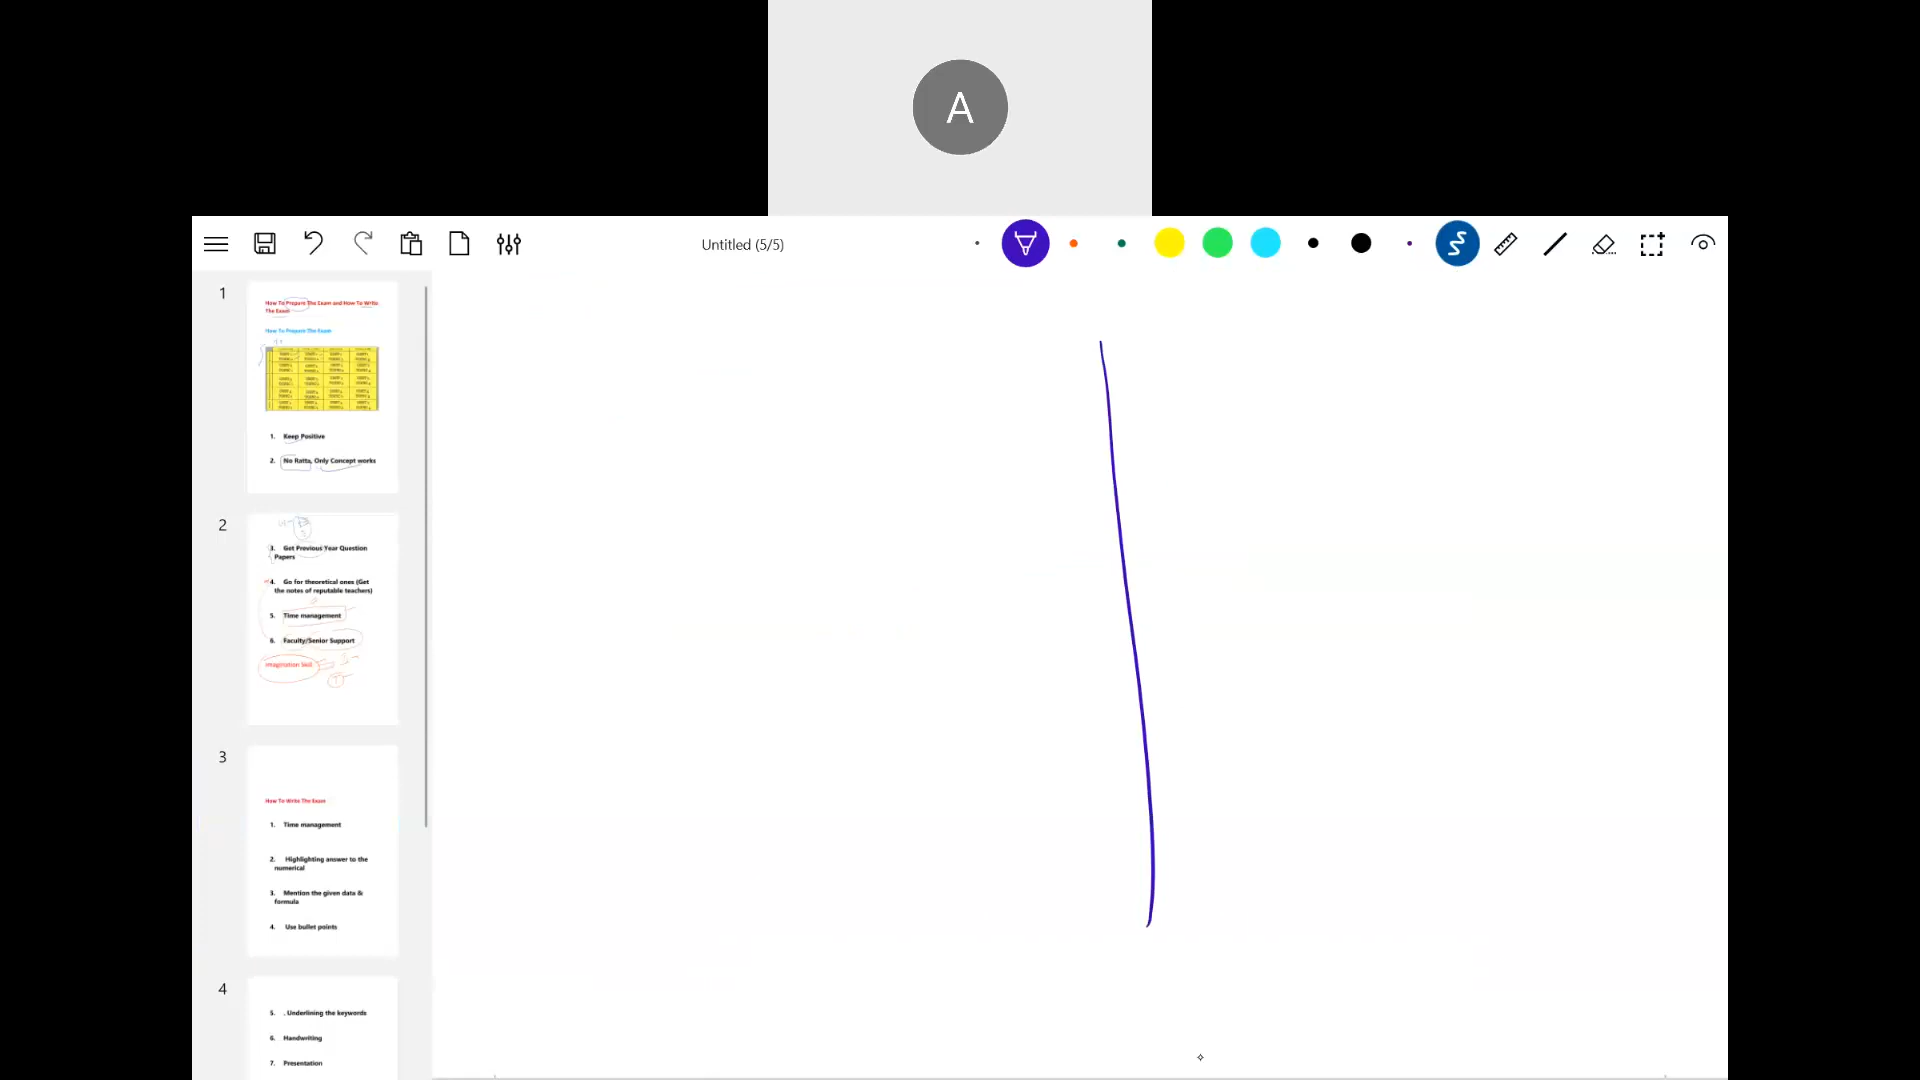 A
Untitled (5/5)
1
How To Prepare The Exam and How To Write
The Exam
How To Prepare The Exam
1. Keep Positive
2. No Ratta, Only Concept works
2
3. Get Previous Year Question
Papers
4. Go for theoretical ones (Get
the notes of reputable teachers)
5. Time management
6. Faculty/Senior Support
Imagination Skill
3
How To Write The Exam
1. Time management
2. Highlighting answer to the
numerical
3. Mention the given data &
formula
4. Use bullet points
4
5. . Underlining the keywords
6. Handwriting
7. Presentation